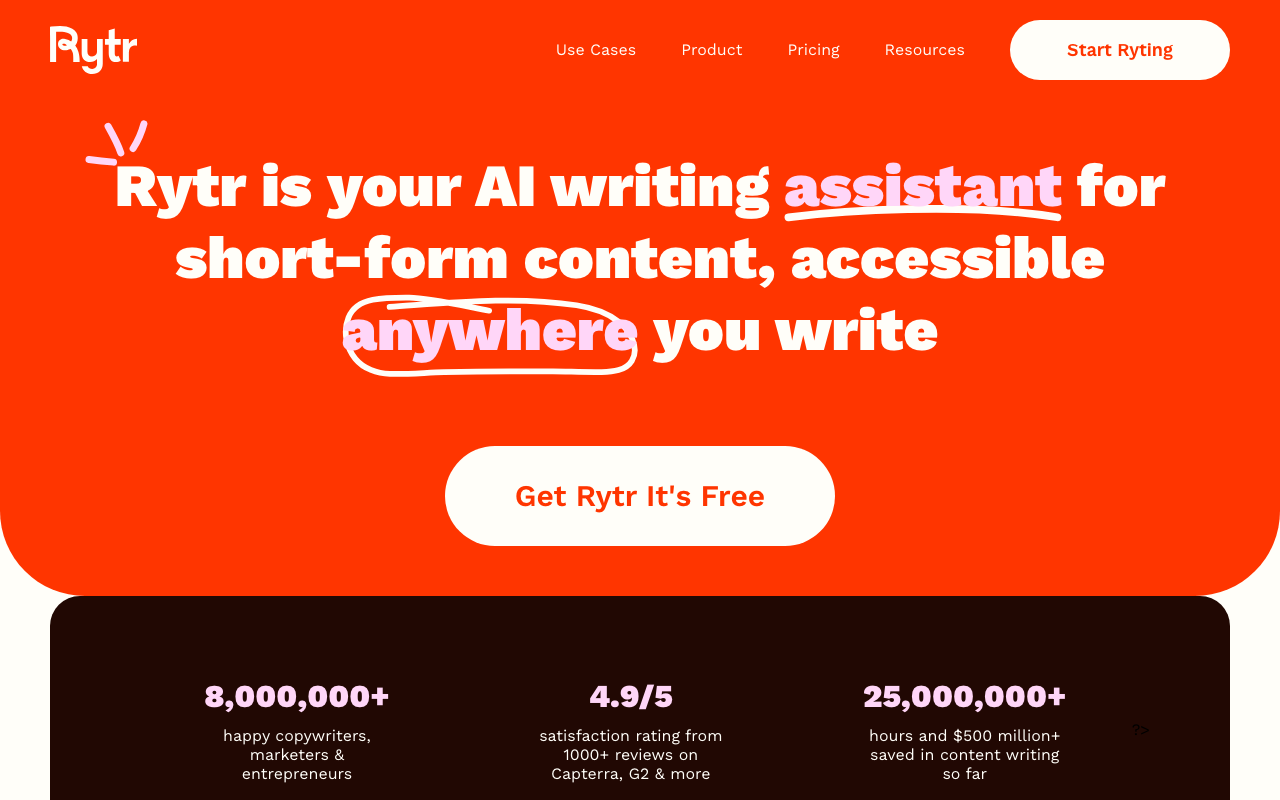 Rytr
Use Cases
Product
Pricing
Resources
Start Ryting
Rytr is your AI writing assistant for
short-form content, accessible
anywhere you write
Get Rytr It's Free
8,000,000+
happy copywriters,
marketers &
entrepreneurs
4.9/5
satisfaction rating from
1000+ reviews on
Capterra, G2 & more
25,000,000+
hours and $500 million+
saved in content writing
so far
?>